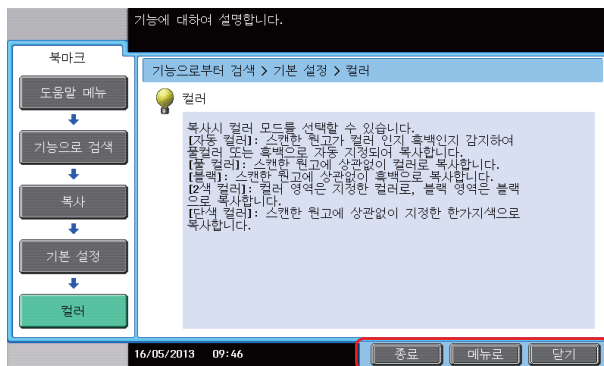 기능에 대하여 설명합니다.
북마크
도움말 메뉴
기능으로 검색
복사
기본 설정
컬러
기능으로부터 검색 > 기본 설정 > 컬러
컬러
복사시 컬러 모드를 선택할 수 있습니다.
[자동 컬러]: 스캔한 원고가 컬러 인지 흑백인지 감지하여
풀컬러 또는 흑백으로 자동 지정되어 복사합니다.
[풀 컬러]: 스캔한 원고에 상관없이 컬러로 복사합니다.
[블랙]: 스캔한 원고에 상관없이 흑백으로 복사합니다.
[2색 컬러]: 컬러 영역은 지정한 컬러로, 블랙 영역은 블랙
으로 복사합니다.
[단색 컬러]: 스캔한 원고에 상관없이 지정한 한가지색으로
복사합니다.
16/05/2013 09:46
종료
메뉴로
닫기